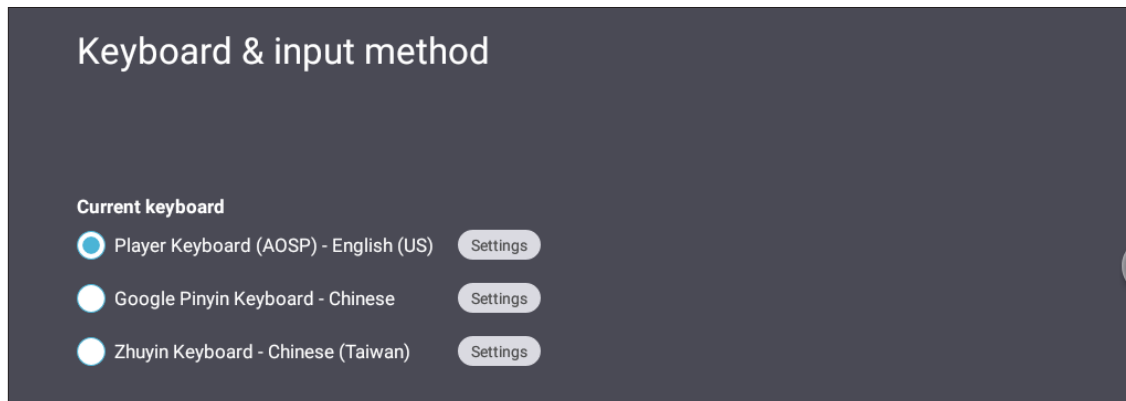 Keyboard & input method
Current keyboard
Player Keyboard (AOSP) - English (US) Settings
Google Pinyin Keyboard - Chinese Settings
Zhuyin Keyboard - Chinese (Taiwan) Settings